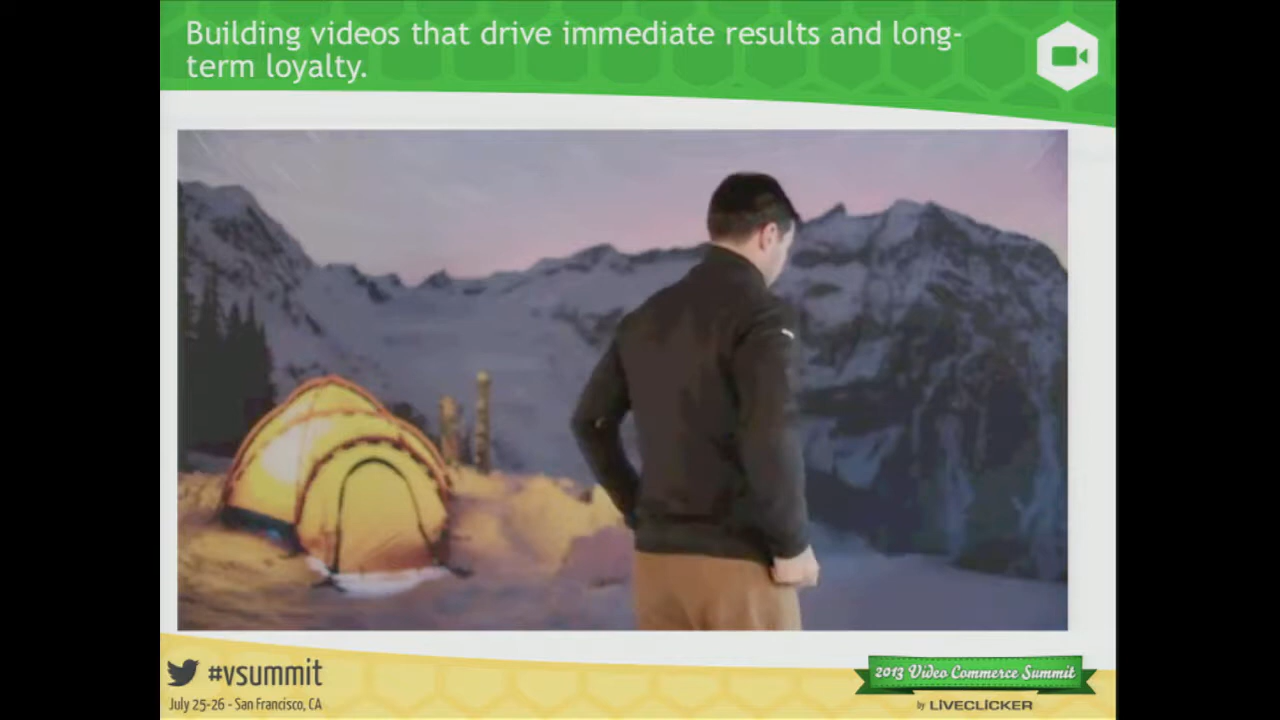 Building videos that drive immediate results and long-
term loyalty.
#vsummit
July 25-26 - San Francisco, CA
2013 Video Commerce Summit
by LIVECLICKER